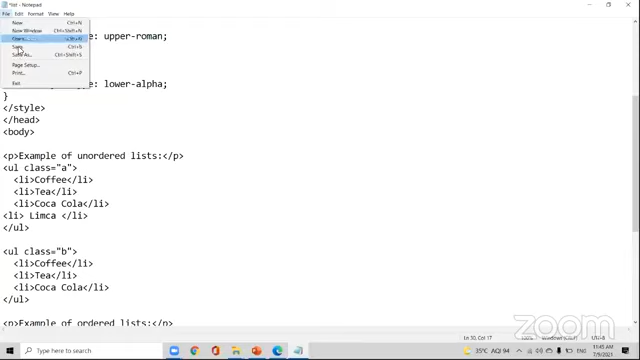 *list - Notepad
File Edit Format View Help
New Ctrl+N
New Window Ctrl+Shift+N
Open... Ctrl+O
Save Ctrl+S
Save As... Ctrl+Shift+S
Page Setup...
Print... Ctrl+P
Exit
: upper-roman;
: lower-alpha;
}
</style>
</head>
<body>
<p>Example of unordered lists:</p>
<ul class="a">
<li>Coffee</li>
<li>Tea</li>
<li>Coca Cola</li>
<li> Limca </li>
</ul>
<ul class="b">
<li>Coffee</li>
<li>Tea</li>
<li>Coca Cola</li>
</ul>
<p>Example of ordered lists:</p>
Ln 30, Col 17 100% Windows (CRLF) UTF-8
zoom
Type here to search
35°C AQI 94
ENG
11:45 AM
7/9/2021